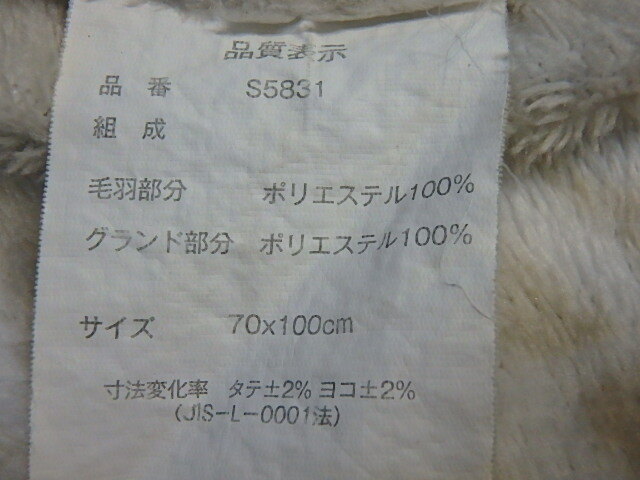 品質表示
品 番 S5831
組 成
毛羽部分 ポリエステル100%
グランド部分 ポリエステル100%
サイズ 70x100cm
寸法変化率 タテ±2% ヨコ±2%
(JIS-L-0001法)